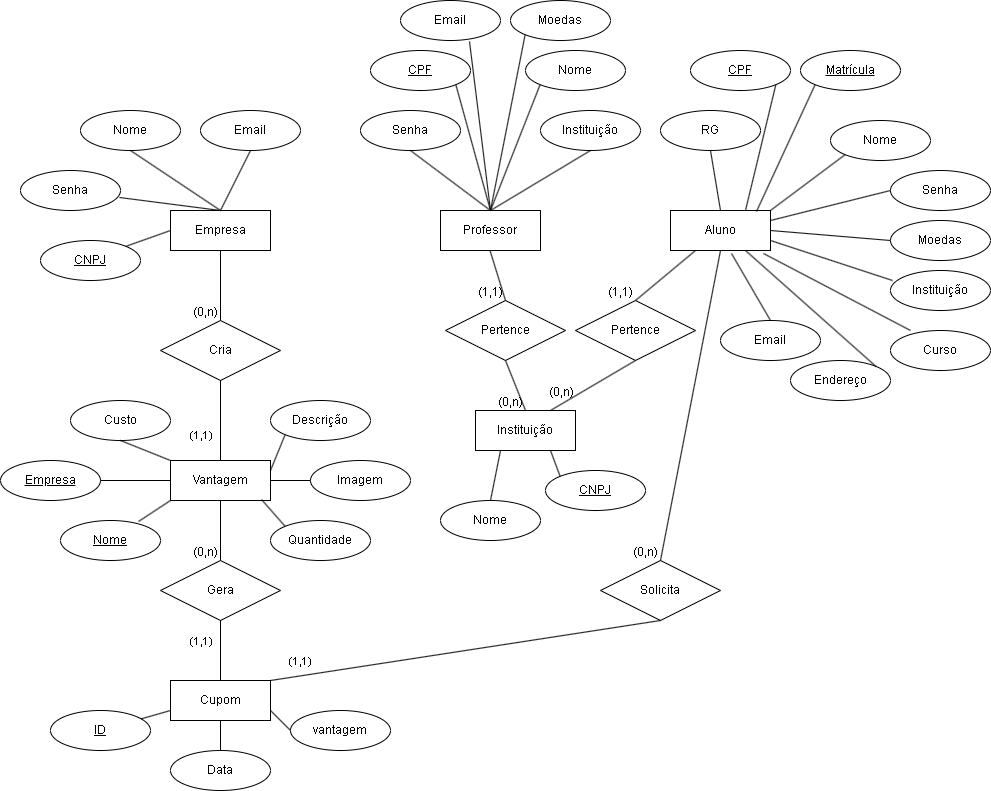 Email
Moedas
CPF
Nome
CPF
Matrícula
Nome
Email
Senha
Instituição
RG
Nome
Senha
Senha
Empresa
Professor
Aluno
Moedas
CNPJ
Instituição
(0,n)
(1,1)
(1,1)
Cria
Pertence
Pertence
Email
Curso
Endereço
(0,n)
(0,n)
Custo
Descrição
(1,1)
Instituição
Empresa
Vantagem
Imagem
CNPJ
Nome
Nome
Quantidade
(0,n)
(0,n)
Gera
Solicita
(1,1)
(1,1)
Cupom
ID
vantagem
Data